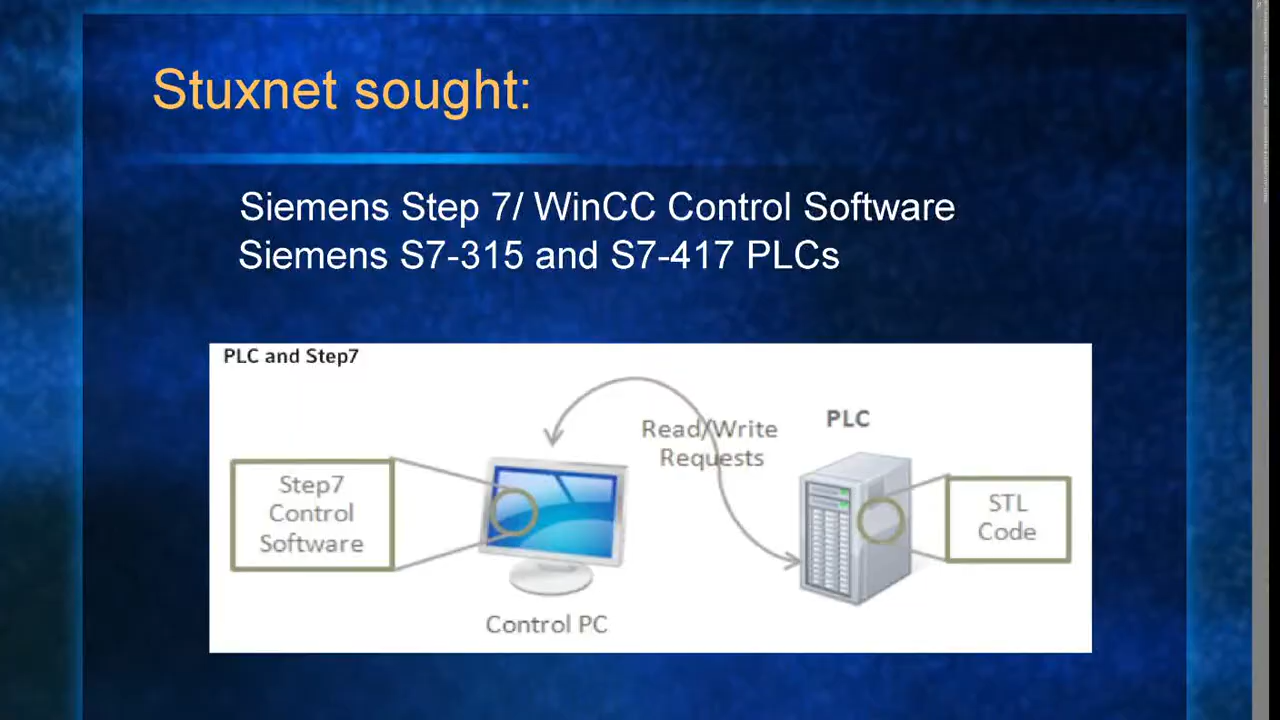 Stuxnet sought:
Siemens Step 7/ WinCC Control Software
Siemens S7-315 and S7-417 PLCs
PLC and Step7
Read/Write
Requests
PLC
Step7
Control
Software
STL
Code
Control PC